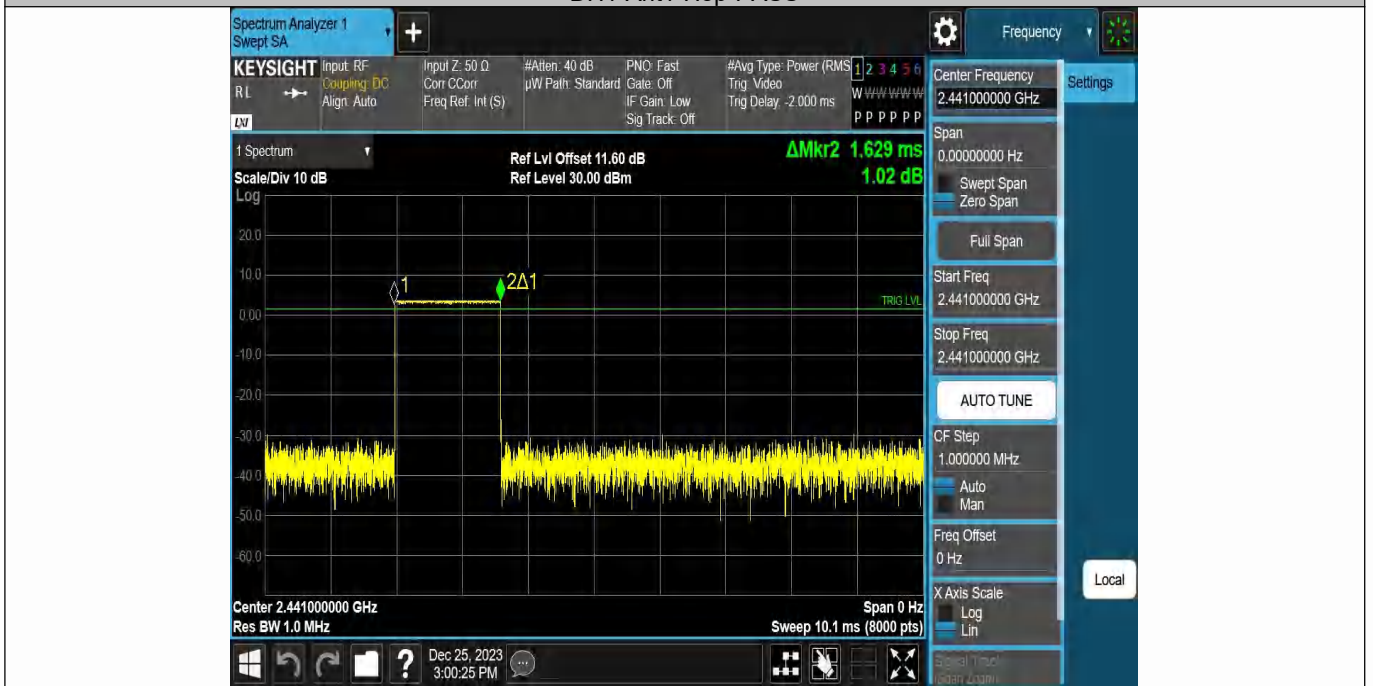 Spectrum Analyzer 1
Swept SA
Frequency
KEYSIGHT
RL
LXI
Input: RF
Coupling: DC
Align: Auto
Input Z: 50 Ω
Corr CCorr
Freq Ref: Int (S)
#Atten: 40 dB
µW Path: Standard
PNO: Fast
Gate: Off
IF Gain: Low
Sig Track: Off
#Avg Type: Power (RMS
Trig: Video
Trig Delay: -2.000 ms
1 2 3 4 5 6
W W W W W W
P P P P P P
1 Spectrum
Scale/Div 10 dB
Log
Ref Lvl Offset 11.60 dB
Ref Level 30.00 dBm
ΔMkr2 1.629 ms
1.02 dB
20.0
10.0
0.00
-10.0
-20.0
-30.0
-40.0
-50.0
-60.0
1
2Δ1
TRIG LVL
Center 2.441000000 GHz
Res BW 1.0 MHz
Span 0 Hz
Sweep 10.1 ms (8000 pts)
Center Frequency
2.441000000 GHz
Settings
Span
0.00000000 Hz
Swept Span
Zero Span
Full Span
Start Freq
2.441000000 GHz
Stop Freq
2.441000000 GHz
AUTO TUNE
CF Step
1.000000 MHz
Auto
Man
Freq Offset
0 Hz
X Axis Scale
Log
Lin
Local
Signal Track
(Span Zoom)
?
Dec 25, 2023
3:00:25 PM